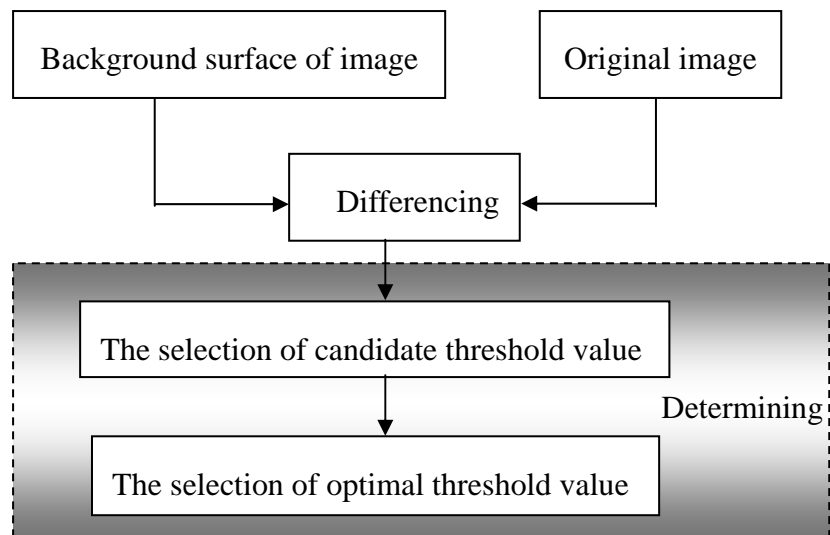 Background surface of image
Original image
Differencing
The selection of candidate threshold value
Determining
The selection of optimal threshold value